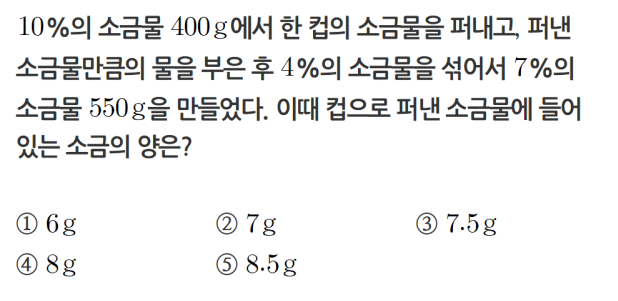 10%의 소금물 400g에서 한 컵의 소금물을 퍼내고, 퍼낸
소금물만큼의 물을 부은 후 4%의 소금물을 섞어서 7%의
소금물 550g을 만들었다. 이때 컵으로 퍼낸 소금물에 들어
있는 소금의 양은?
① 6g ② 7g ③ 7.5g
④ 8g ⑤ 8.5g